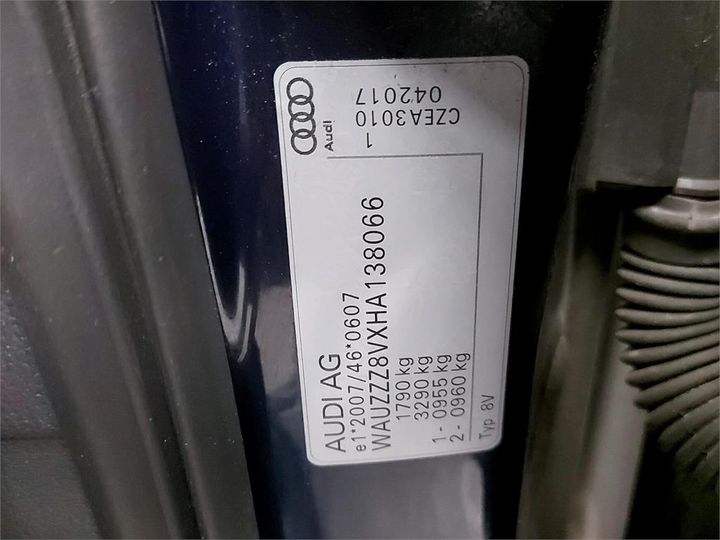 AUDI AG
e1*2007/46*0607
WAUZZZ8VXHA138066
1790 kg
3290 kg
1 - 0955 kg
2 - 0960 kg
Typ 8V
Audi
1
042017
CZEA3010